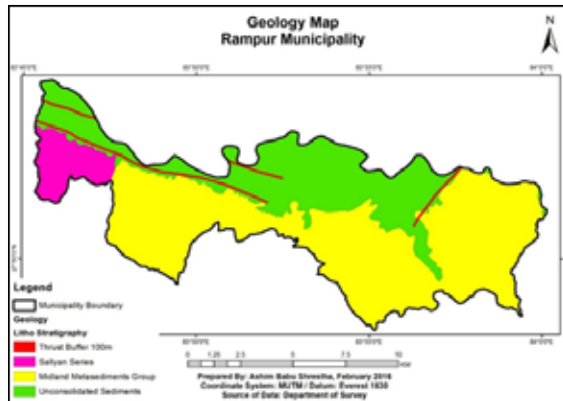 Geology Map
Rampur Municipality
N
Legend
Municipality Boundary
Geology
Litho Stratigraphy
Thrust Buffer 100m
Sallyan Series
Midland Metasediments Group
Unconsolidated Sediments
0 1.25 2.5 5 7.5 10
Prepared By: Ashim Babu Shrestha, February 2016
Coordinate System: MUTM / Datum: Everest 1830
Source of Data: Department of Survey